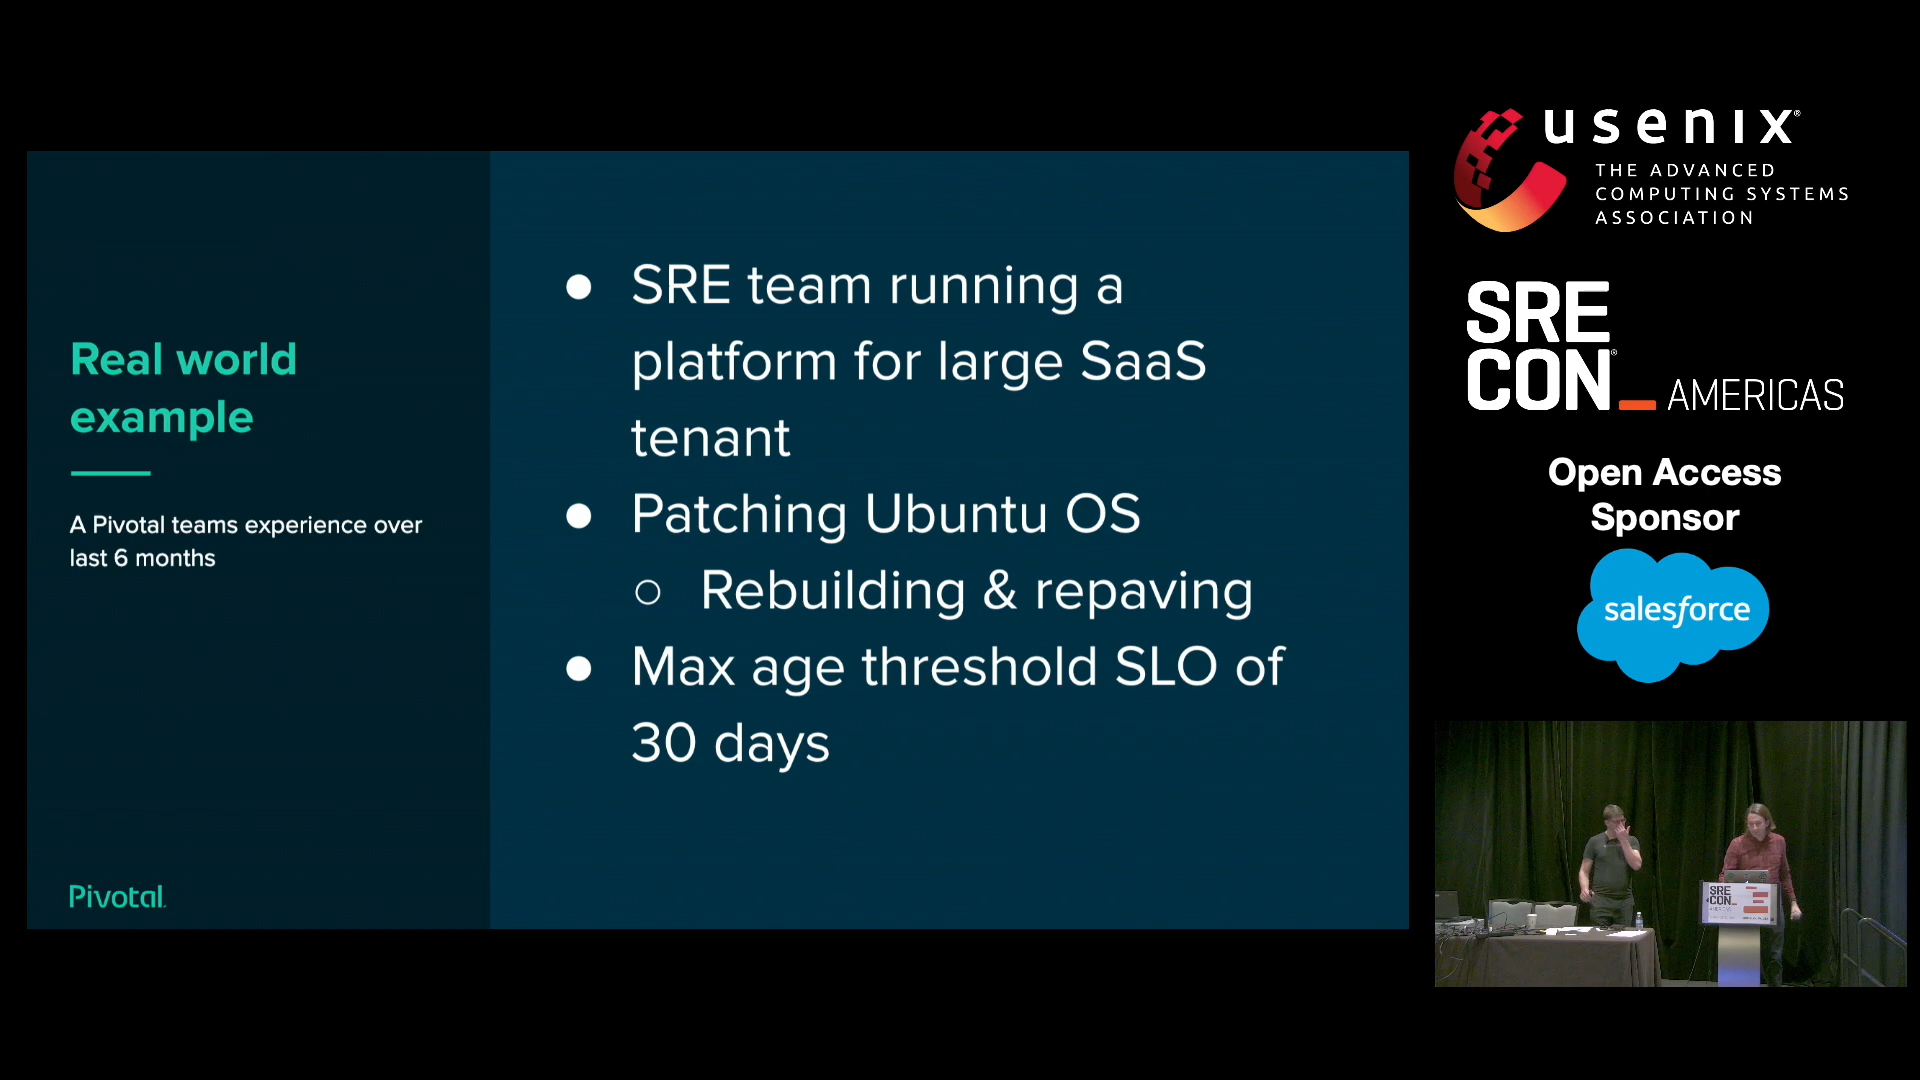 Real world
example
A Pivotal teams experience over
last 6 months
Pivotal.
● SRE team running a
platform for large SaaS
tenant
● Patching Ubuntu OS
○ Rebuilding & repaving
● Max age threshold SLO of
30 days
usenix®
THE ADVANCED
COMPUTING SYSTEMS
ASSOCIATION
SRE
CON®_AMERICAS
Open Access
Sponsor
salesforce
SRE
CON_